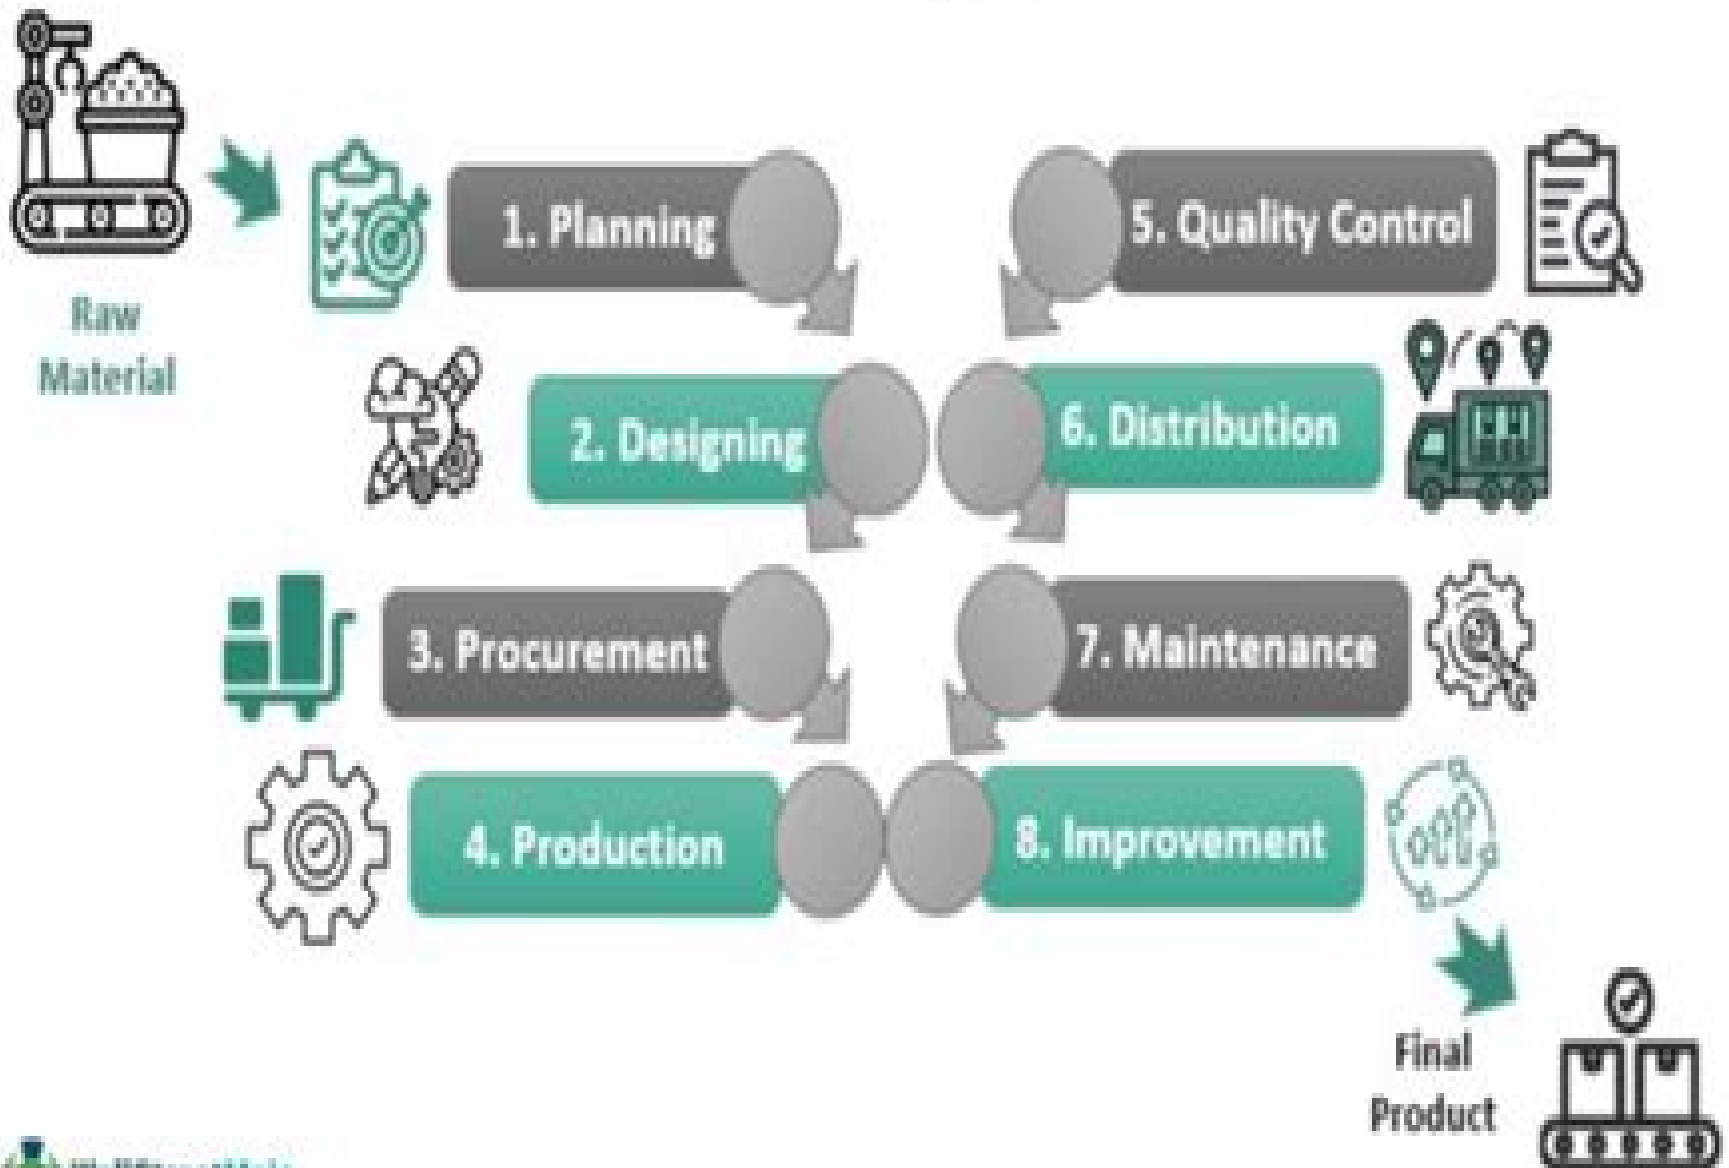 Raw
Material
1. Planning
2. Designing
3. Procurement
4. Production
5. Quality Control
6. Distribution
7. Maintenance
8. Improvement
Final
Product